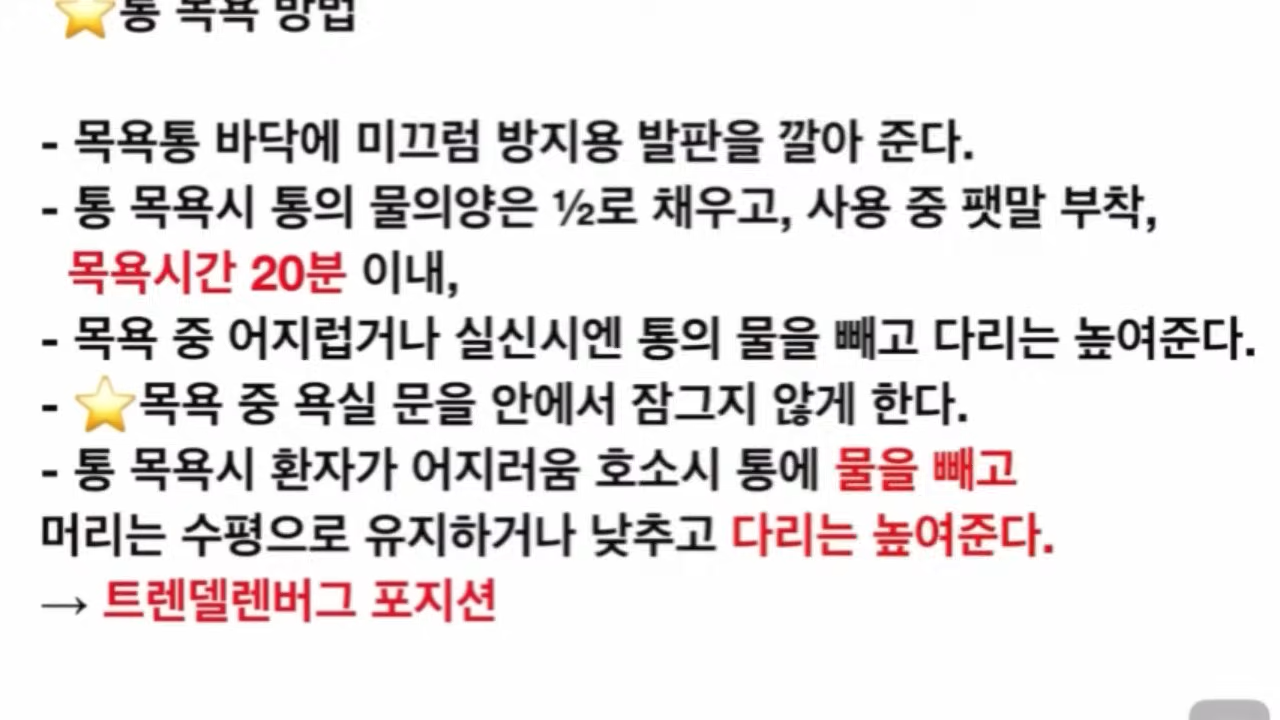 ⭐통 목욕 방법
- 목욕통 바닥에 미끄럼 방지용 발판을 깔아 준다.
- 통 목욕시 통의 물의양은 ½로 채우고, 사용 중 팻말 부착,
목욕시간 20분 이내,
- 목욕 중 어지럽거나 실신시엔 통의 물을 빼고 다리는 높여준다.
- ⭐목욕 중 욕실 문을 안에서 잠그지 않게 한다.
- 통 목욕시 환자가 어지러움 호소시 통에 물을 빼고
머리는 수평으로 유지하거나 낮추고 다리는 높여준다.
→ 트렌델렌버그 포지션